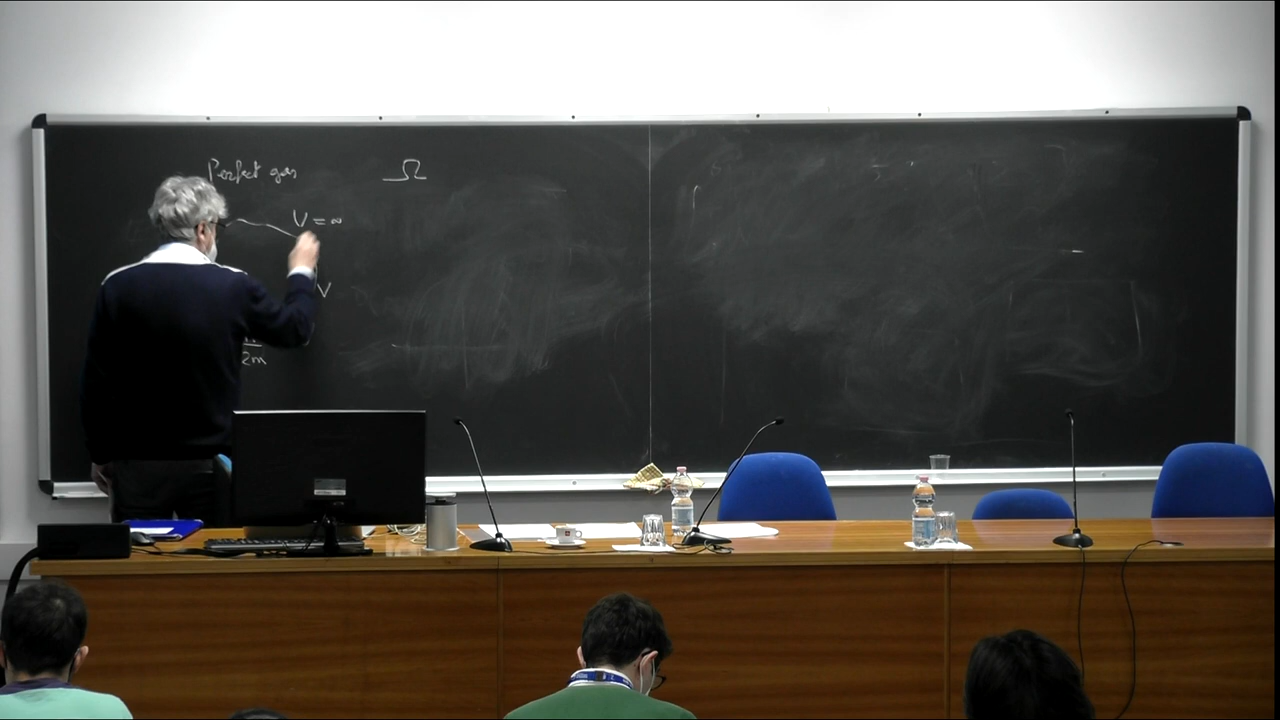 Perfect gas Ω
V = ∞
V
2m